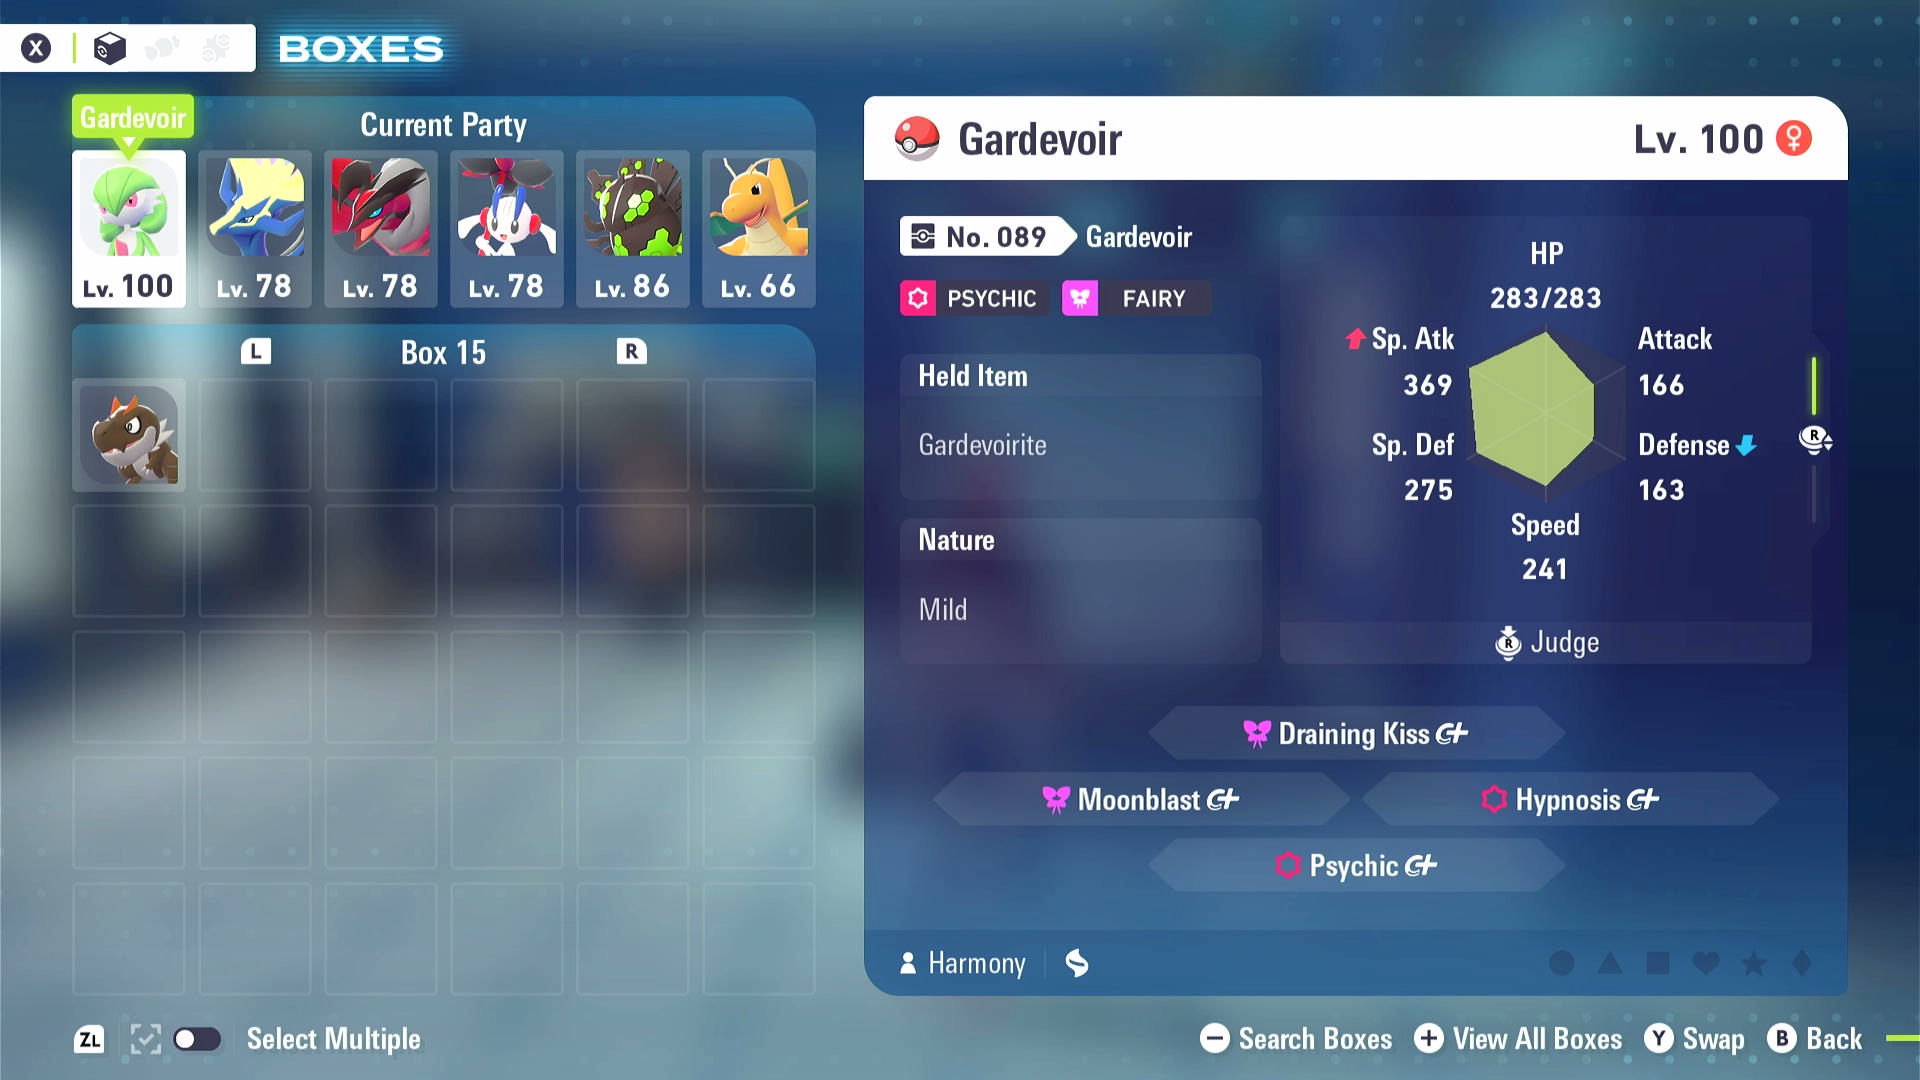 X
BOXES
Gardevoir
Current Party
Lv. 100
Lv. 78
Lv. 78
Lv. 78
Lv. 86
Lv. 66
L
Box 15
R
Gardevoir
Lv. 100
No. 089
Gardevoir
PSYCHIC
FAIRY
Held Item
Gardevoirite
Nature
Mild
HP
283/283
Sp. Atk
369
Attack
166
Sp. Def
275
Defense
163
Speed
241
R
R Judge
Draining Kiss
Moonblast
Hypnosis
Psychic
Harmony
ZL
Select Multiple
Search Boxes
View All Boxes
Y Swap
B Back